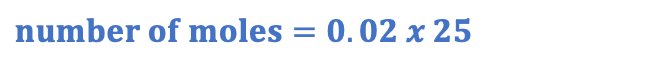 number of moles = 0.02 x 25